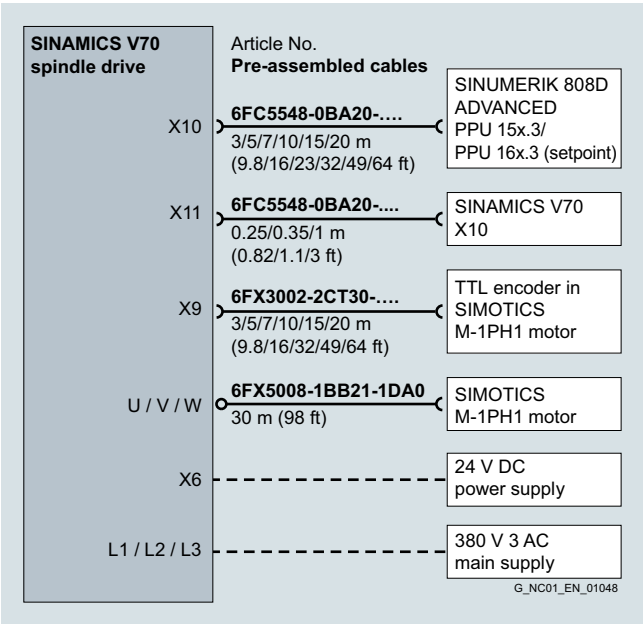 SINAMICS V70
spindle drive
Article No.
Pre-assembled cables
X10
6FC5548-0BA20-....
3/5/7/10/15/20 m
(9.8/16/23/32/49/64 ft)
SINUMERIK 808D
ADVANCED
PPU 15x.3/
PPU 16x.3 (setpoint)
X11
6FC5548-0BA20-....
0.25/0.35/1 m
(0.82/1.1/3 ft)
SINAMICS V70
X10
X9
6FX3002-2CT30-....
3/5/7/10/15/20 m
(9.8/16/32/49/64 ft)
TTL encoder in
SIMOTICS
M-1PH1 motor
U / V / W
6FX5008-1BB21-1DA0
30 m (98 ft)
SIMOTICS
M-1PH1 motor
X6
24 V DC
power supply
L1 / L2 / L3
380 V 3 AC
main supply
G_NC01_EN_01048